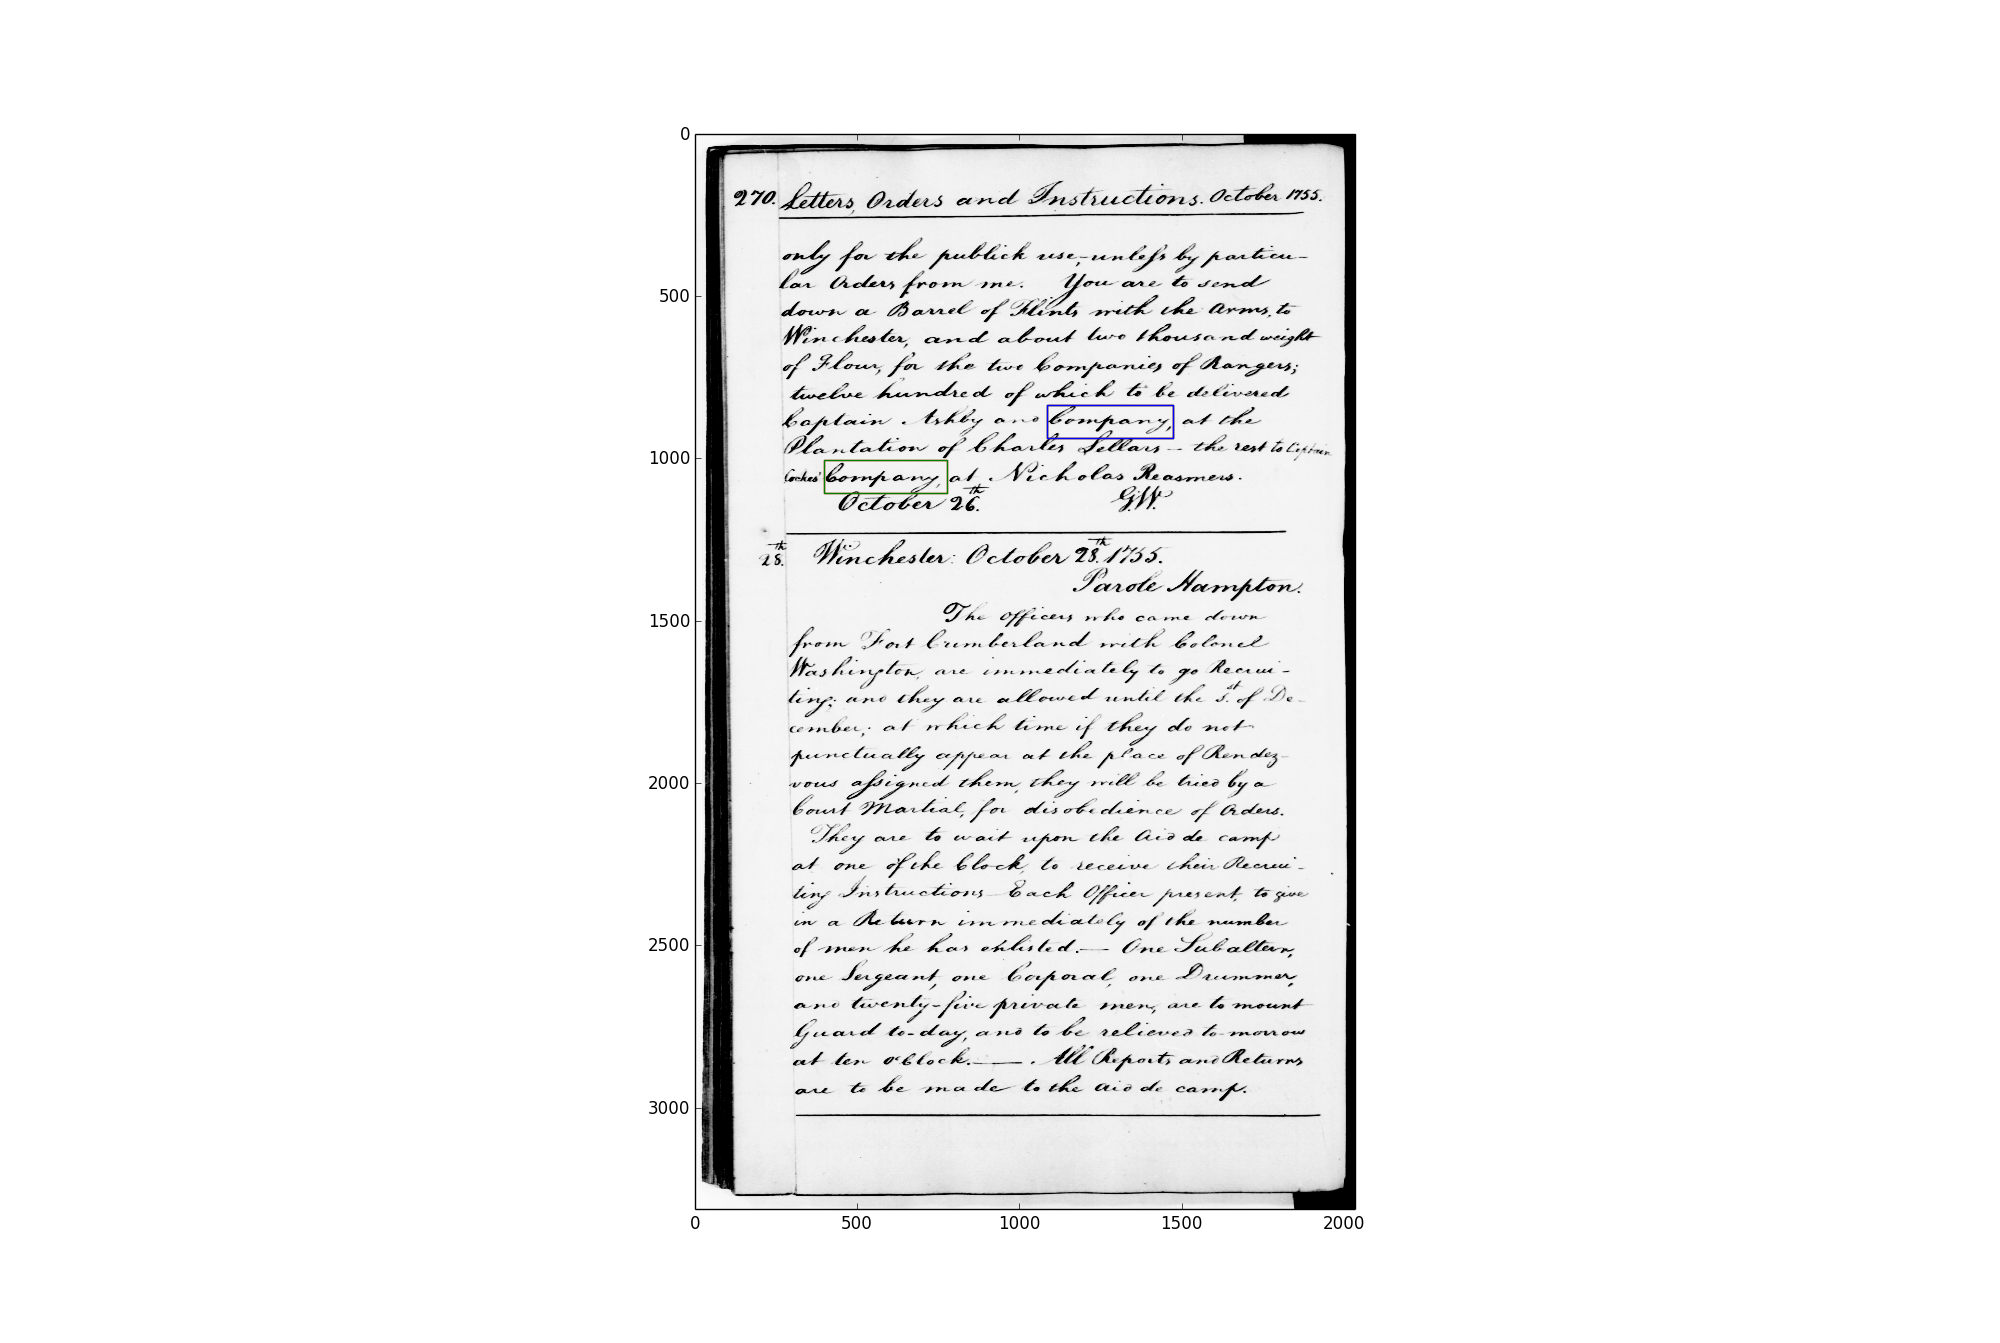 270. Letters, Orders and Instructions. October 1755.
only for the publick use,-unless by particu-
lar Orders from me. You are to send
down a Barrel of Flints with the Arms, to
Winchester, and about two thousand weight
of Flour, for the two Companies of Rangers;
twelve hundred of which to be delivered
Captain Ashby and Company, at the
Plantation of Charles Sellars - the rest to Captain
Cockes' Company, at Nicholas Reasmers.
October 26th. G.W.
28th. Winchester: October 28th. 1755.
Parole Hampton.
The Officers who came down
from Fort Cumberland with Colonel
Washington, are immediately to go Recrui-
ting; and they are allowed until the 1st. of De-
cember; at which time if they do not
punctually appear at the place of Rendez-
vous assigned them, they will be tried by a
Court Martial, for disobedience of Orders.
They are to wait upon the Aid de camp
at one of the Clock, to receive their Recrui-
ting Instructions Each Officer present, to give
in a Return immediately of the number
of men he has enlisted. - One Subaltern,
one Sergeant, one Corporal, one Drummer,
and twenty-five private men, are to mount
Guard to-day, and to be relieved to-morrow
at ten o'Clock. - . All Reports and Returns
are to be made to the Aid de camp.
0
500
1000
1500
2000
2500
3000
0 500 1000 1500 2000